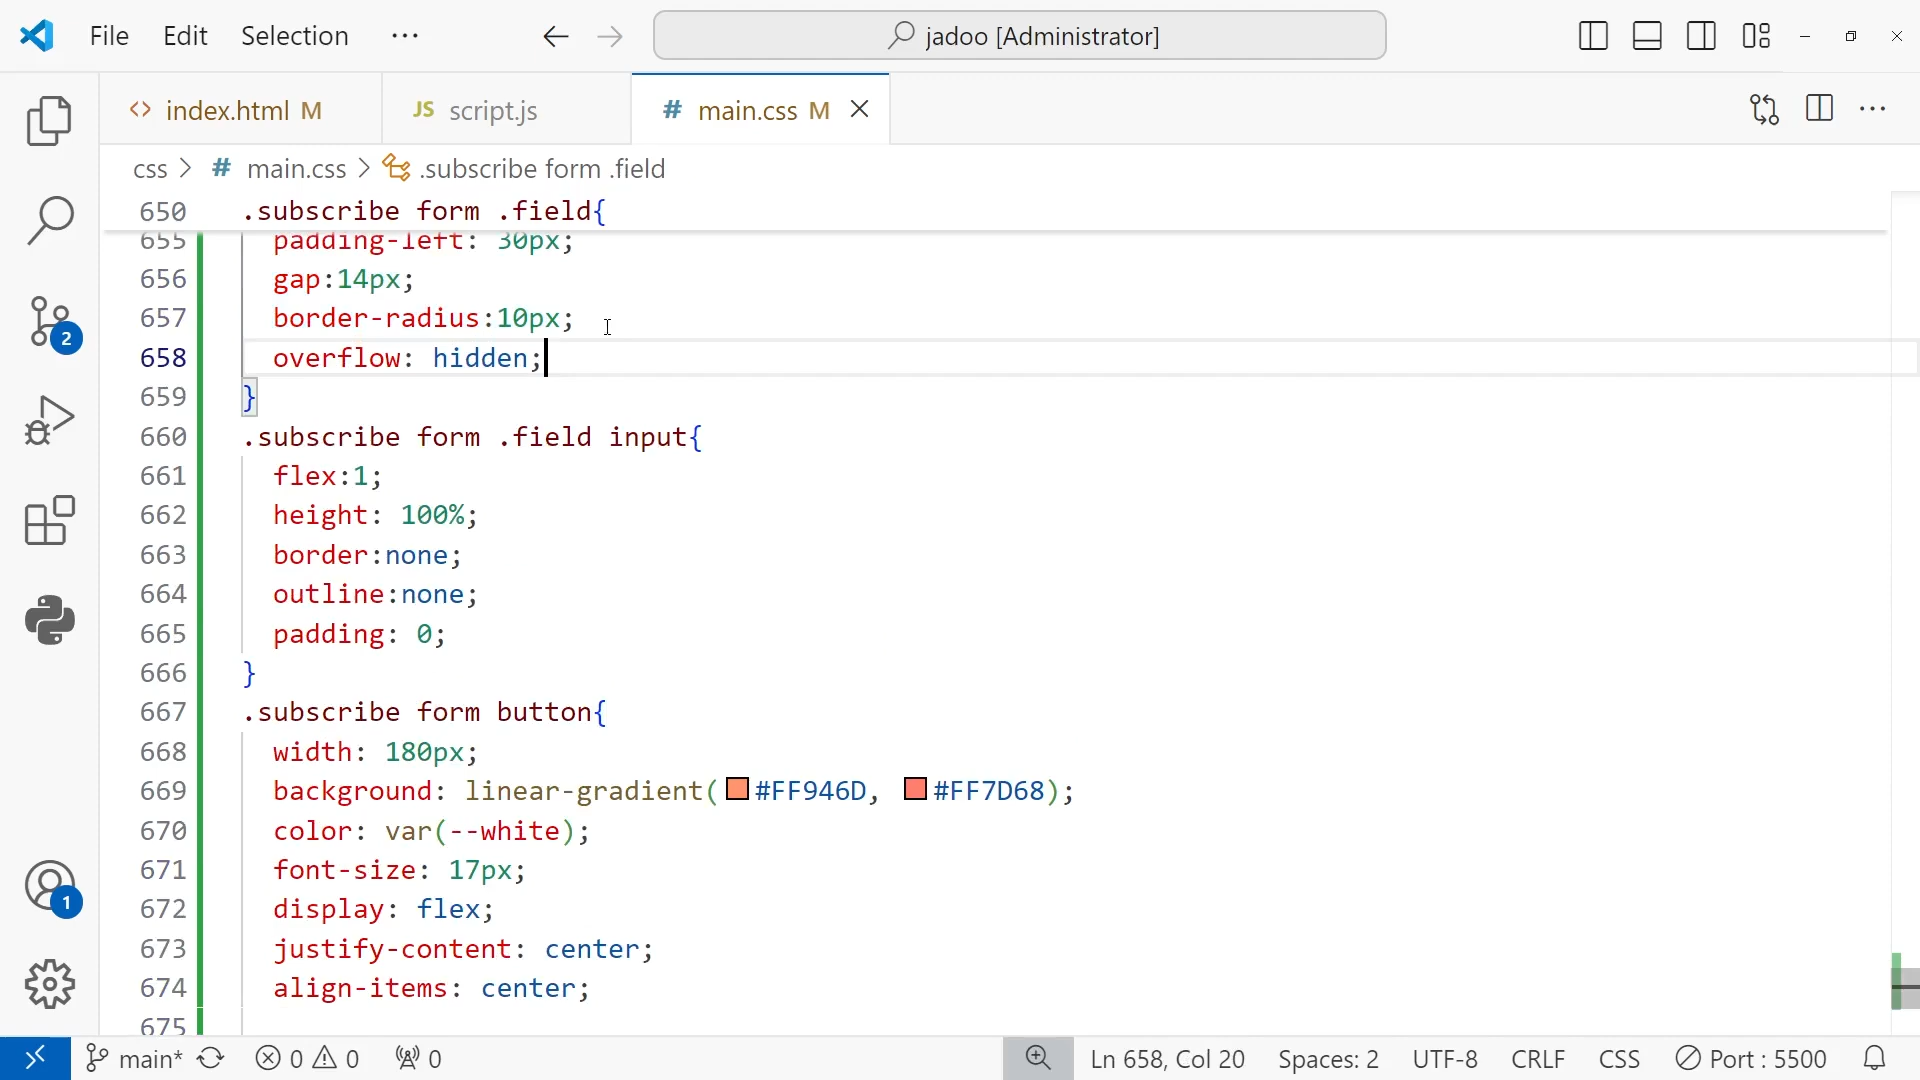 File Edit Selection ··· jadoo [Administrator]
<> index.html M JS script.js # main.css M
css > # main.css > .subscribe form .field
650 .subscribe form .field{
655 padding-left: 30px;
656 gap:14px;
657 border-radius:10px;
658 overflow: hidden;
659 }
660 .subscribe form .field input{
661 flex:1;
662 height: 100%;
663 border:none;
664 outline:none;
665 padding: 0;
666 }
667 .subscribe form button{
668 width: 180px;
669 background: linear-gradient(#FF946D, #FF7D68);
670 color: var(--white);
671 font-size: 17px;
672 display: flex;
673 justify-content: center;
674 align-items: center;
675
2
1
main* 0 0 0 Ln 658, Col 20 Spaces: 2 UTF-8 CRLF CSS Port : 5500